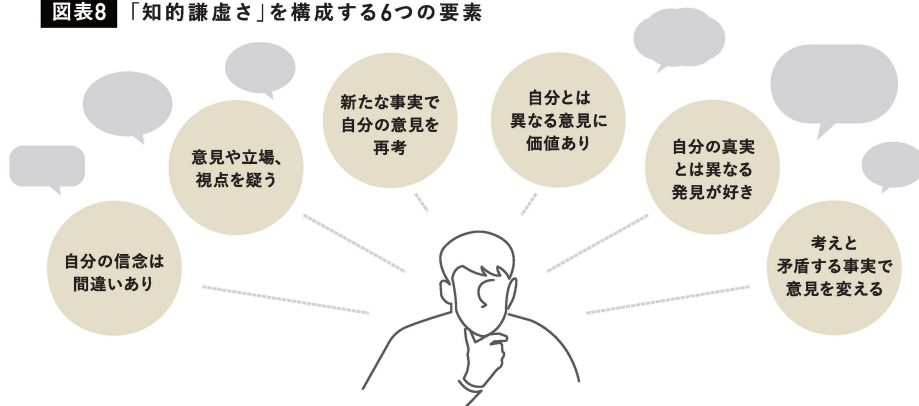 図表8 「知的謙虚さ」を構成する6つの要素
自分の信念は
間違いあり
意見や立場、
視点を疑う
新たな事実で
自分の意見を
再考
自分とは
異なる意見に
価値あり
自分の真実
とは異なる
発見が好き
考えと
矛盾する事実で
意見を変える